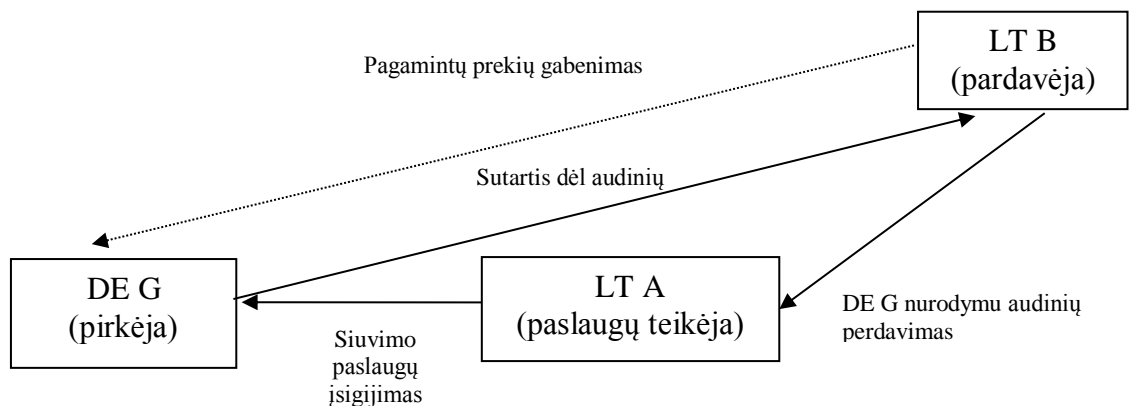 LT B
(pardavėja)
Pagamintų prekių gabenimas
Sutartis dėl audinių
DE G
(pirkėja)
LT A
(paslaugų teikėja)
DE G nurodymu audinių
perdavimas
Siuvimo
paslaugų
įsigijimas